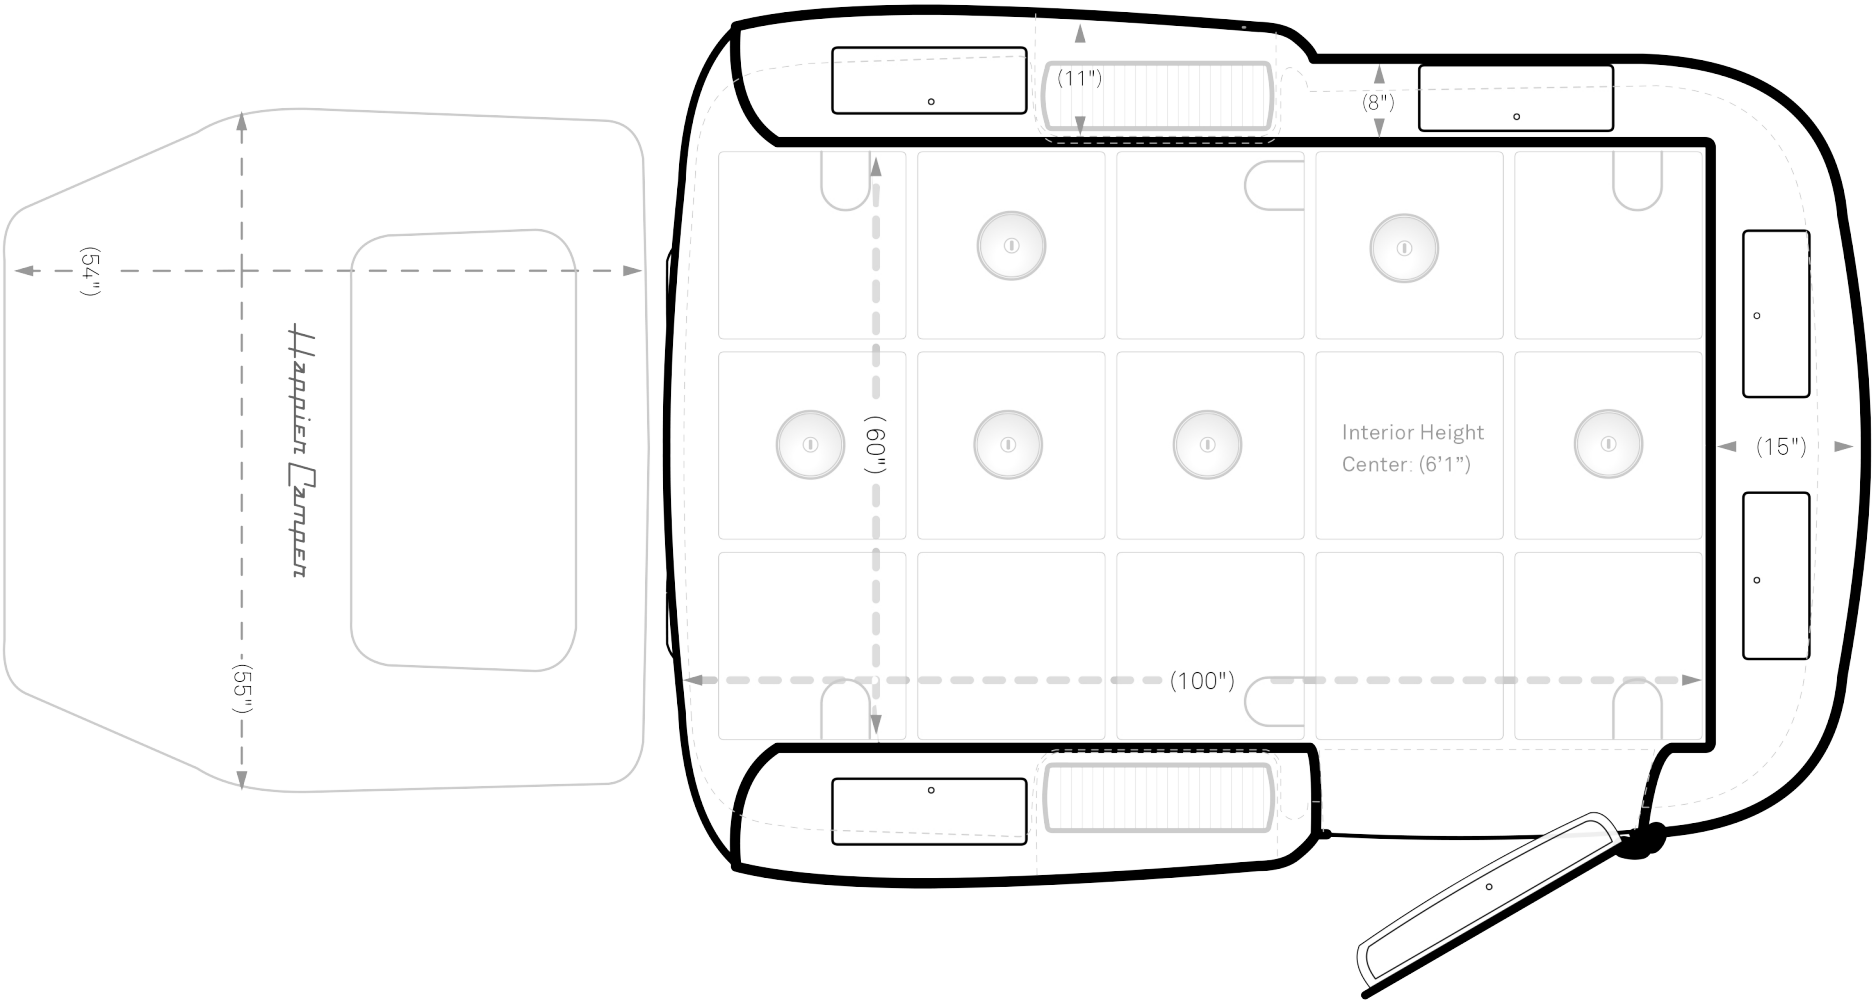 (11")
(8")
(54")
Happier Camper
(60")
Interior Height
Center: (6’1”)
(15")
(100")
(55")